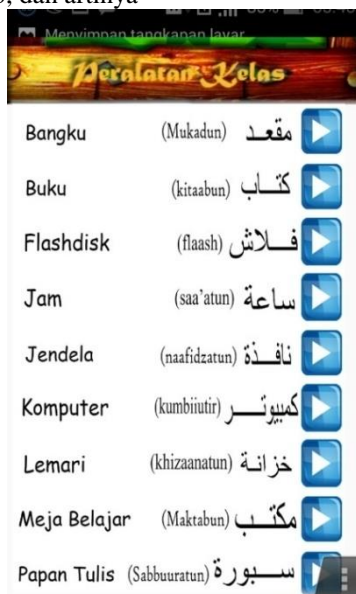 Menyimpan tangkapan layar
Peralatan Kelas
Bangku (Mukadun) مقعد
Buku (kitaabun) كتاب
Flashdisk (flaash) فلاش
Jam (saa'atun) ساعة
Jendela (naafidzatun) نافذة
Komputer (kumbiiutir) كمبيوتر
Lemari (khizaanatun) خزانة
Meja Belajar (Maktabun) مكتب
Papan Tulis (Sabbuuratun) سبورة